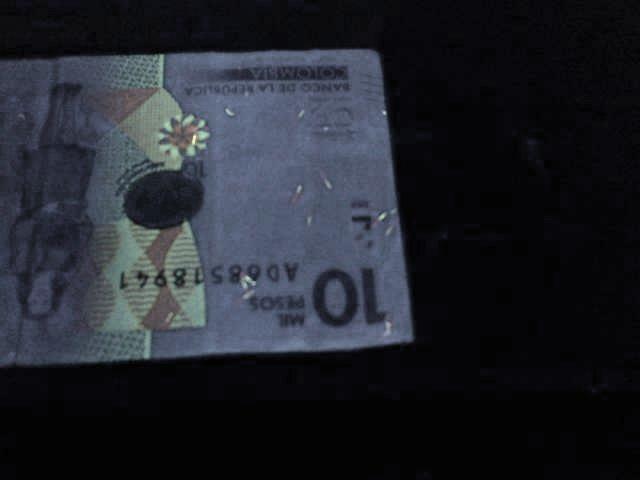 10
MIL
PESOS
AD68518941
10
BANCO DE LA REPÚBLICA
COLOMBIA